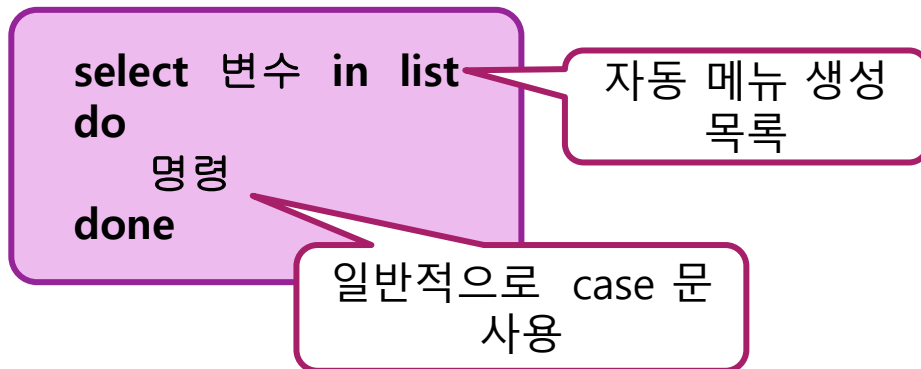 select 변수 in list
do
명령
done
자동 메뉴 생성
목록
일반적으로 case 문
사용